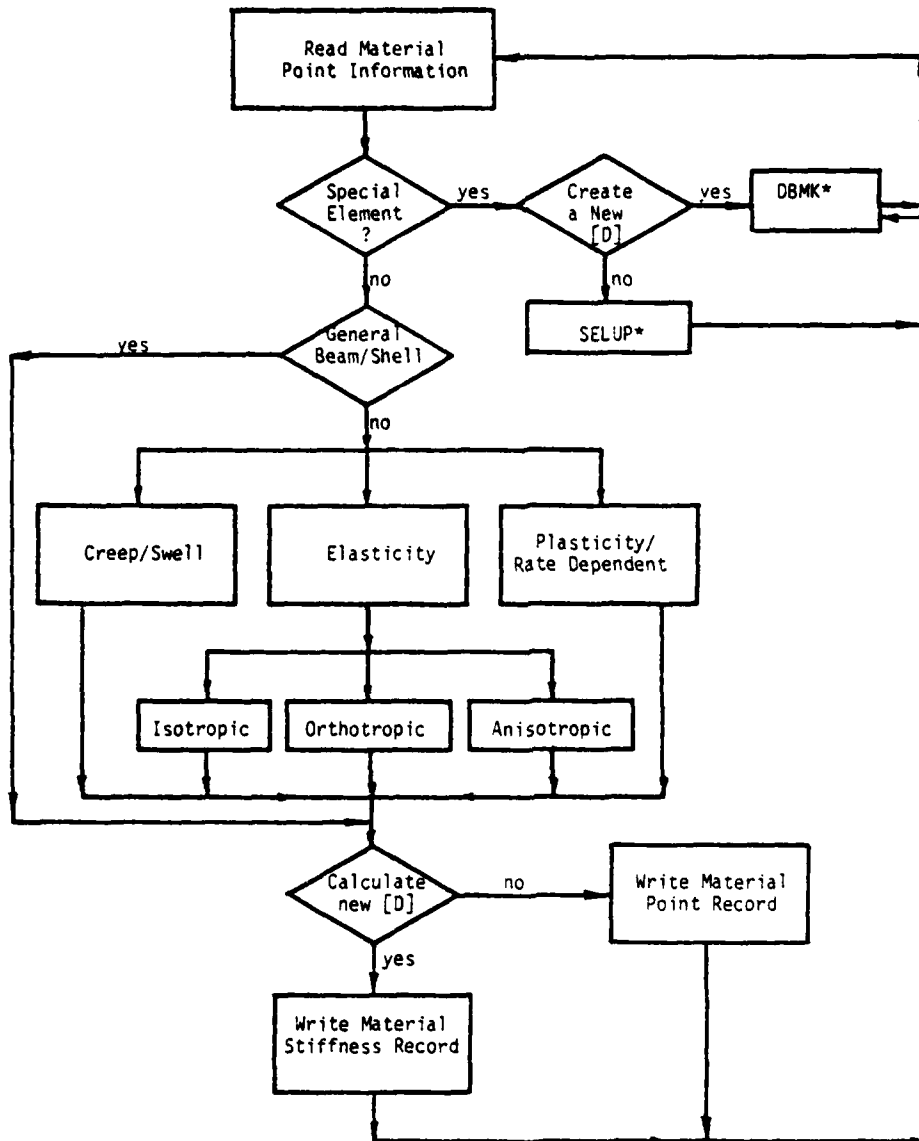 Read Material
Point Information
Special
Element
?
yes
Create
a New
[D]
yes
DBMK*
no
no
SELUP*
General
Beam/Shell
yes
no
Creep/Swell
Elasticity
Plasticity/
Rate Dependent
Isotropic
Orthotropic
Anisotropic
Calculate
new [D]
no
Write Material
Point Record
yes
Write Material
Stiffness Record